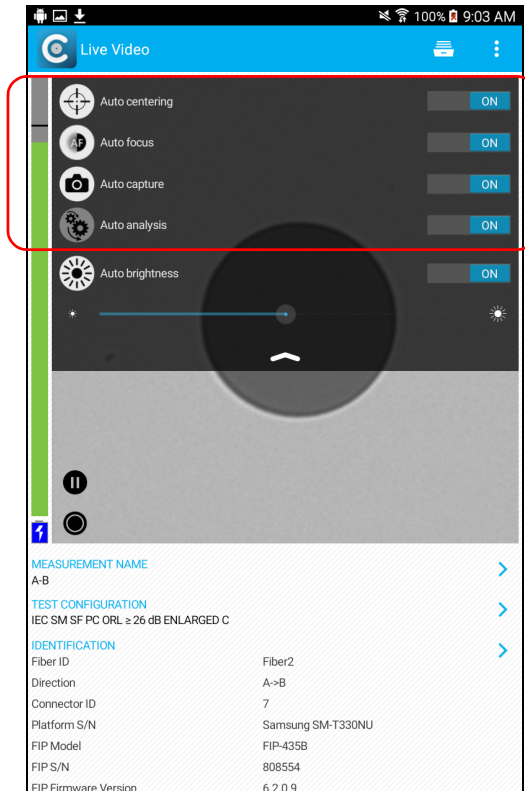 100% 9:03 AM
Live Video
Auto centering ON
AF Auto focus ON
Auto capture ON
Auto analysis ON
Auto brightness ON
MEASUREMENT NAME
A-B
TEST CONFIGURATION
IEC SM SF PC ORL ≥ 26 dB ENLARGED C
IDENTIFICATION
Fiber ID Fiber2
Direction A->B
Connector ID 7
Platform S/N Samsung SM-T330NU
FIP Model FIP-435B
FIP S/N 808554
FIP Firmware Version 6.2.0.9